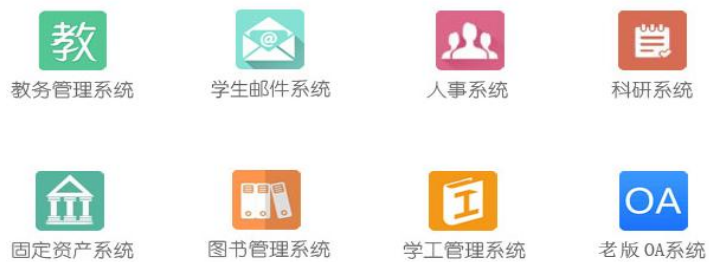 教
@
教务管理系统
学生邮件系统
人事系统
科研系统
OA
固定资产系统
图书管理系统
学工管理系统
老版OA系统